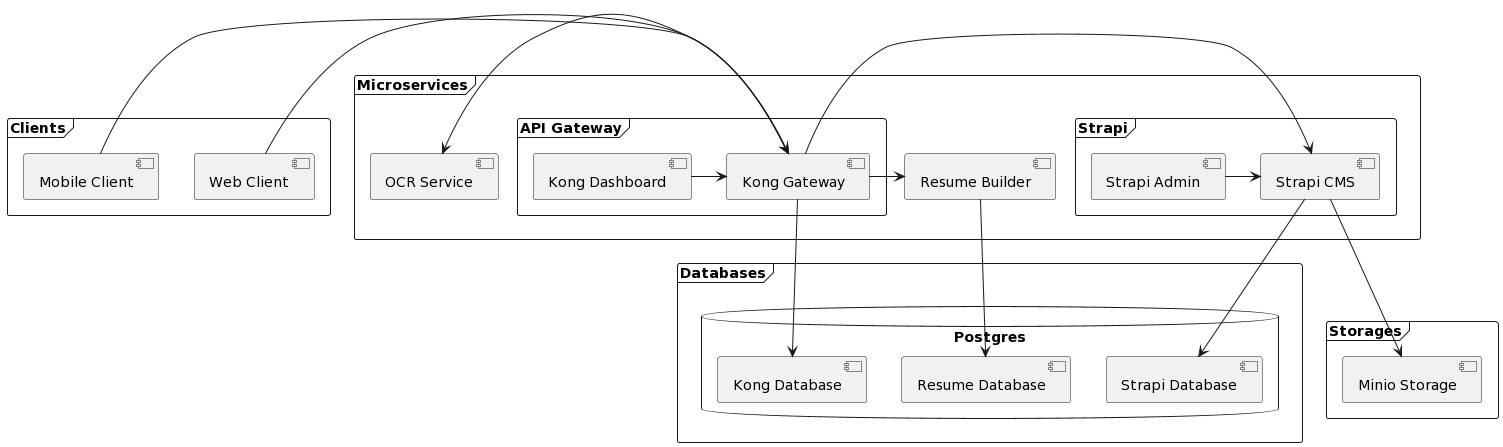 Microservices
Clients
API Gateway
Strapi
Mobile Client
Web Client
OCR Service
Kong Dashboard
Kong Gateway
Resume Builder
Strapi Admin
Strapi CMS
Databases
Storages
Postgres
Kong Database
Resume Database
Strapi Database
Minio Storage